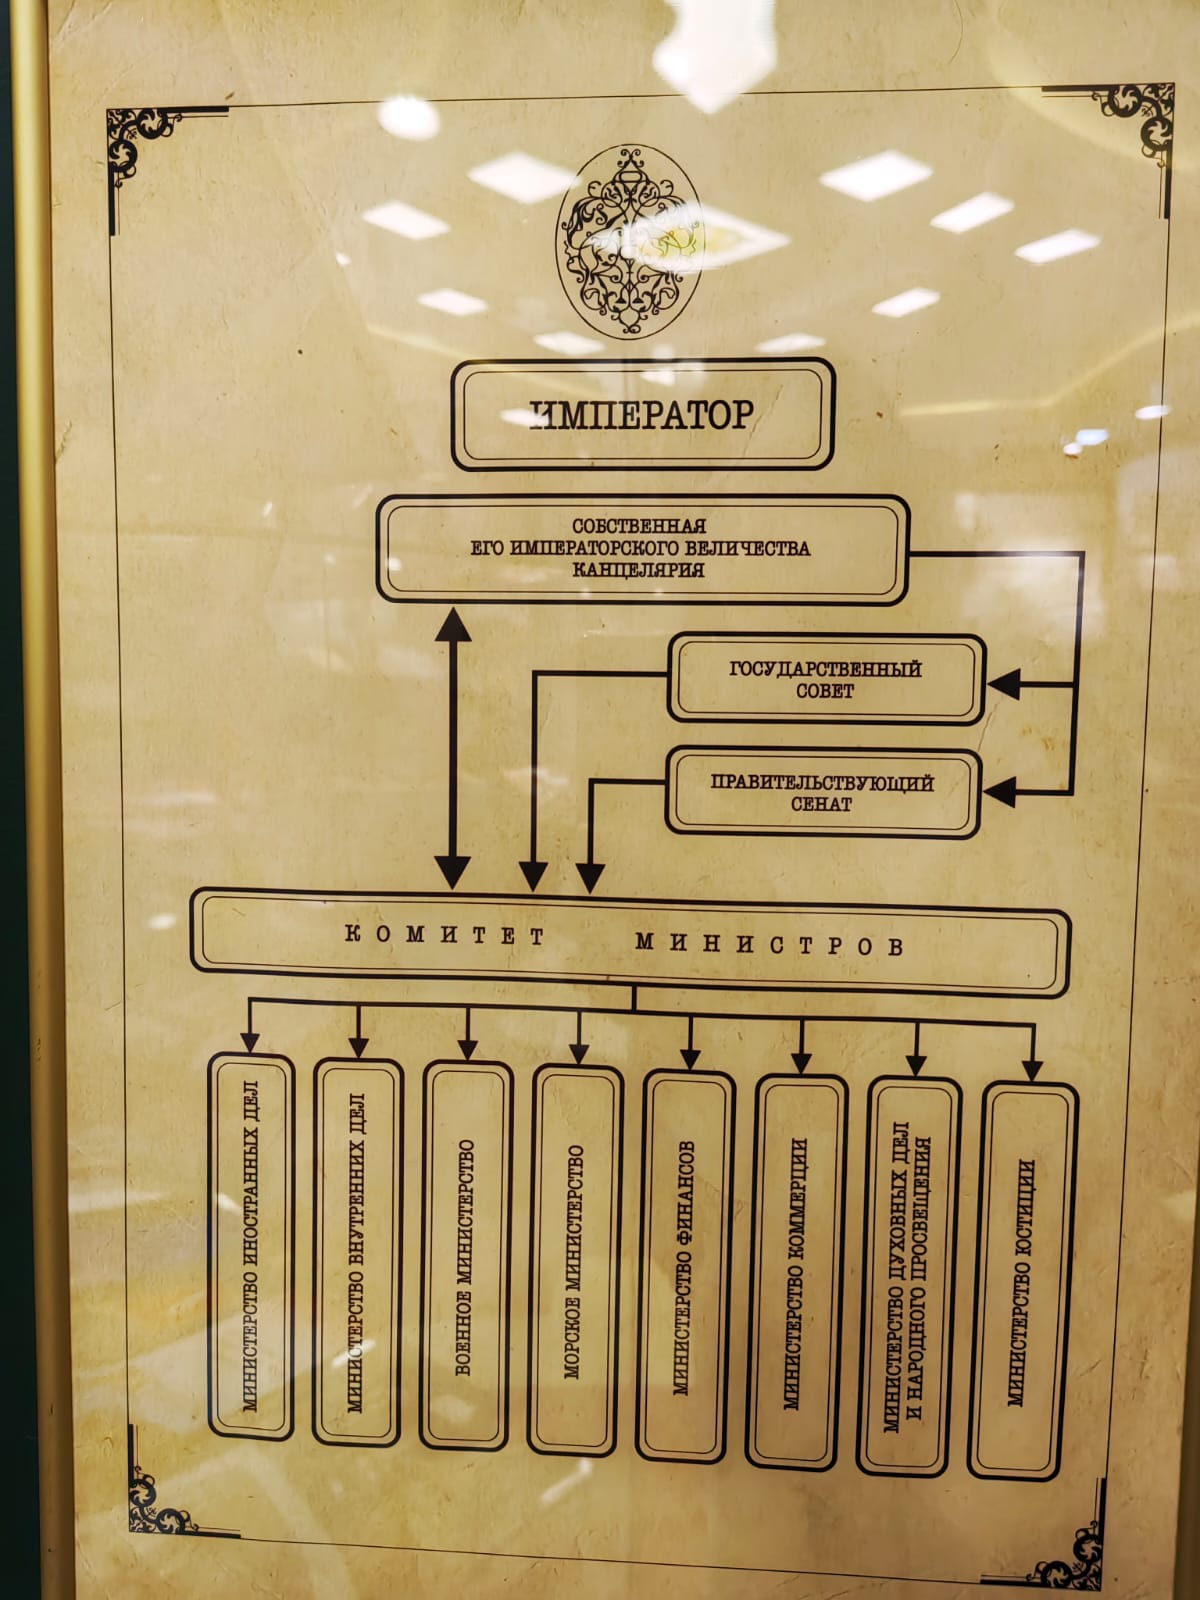 ИМПЕРАТОР
СОБСТВЕННАЯ
ЕГО ИМПЕРАТОРСКОГО ВЕЛИЧЕСТВА
КАНЦЕЛЯРИЯ
ГОСУДАРСТВЕННЫЙ
СОВЕТ
ПРАВИТЕЛЬСТВУЮЩИЙ
СЕНАТ
КОМИТЕТ МИНИСТРОВ
МИНИСТЕРСТВО ИНОСТРАННЫХ ДЕЛ
МИНИСТЕРСТВО ВНУТРЕННИХ ДЕЛ
ВОЕННОЕ МИНИСТЕРСТВО
МОРСКОЕ МИНИСТЕРСТВО
МИНИСТЕРСТВО ФИНАНСОВ
МИНИСТЕРСТВО КОММЕРЦИИ
МИНИСТЕРСТВО ДУХОВНЫХ ДЕЛ
И НАРОДНОГО ПРОСВЕЩЕНИЯ
МИНИСТЕРСТВО ЮСТИЦИИ